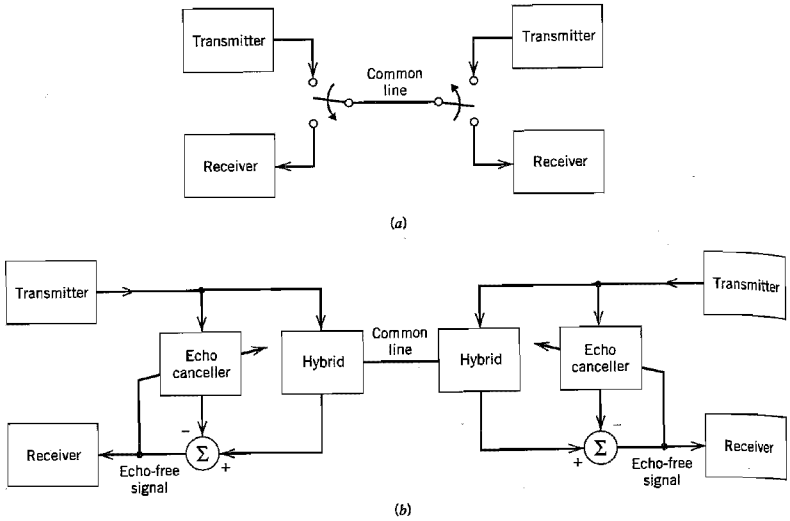 Transmitter
Transmitter
Common
line
Receiver
Receiver
(a)
Transmitter
Transmitter
Echo
canceller
Hybrid
Common
line
Hybrid
Echo
canceller
Receiver
−
Σ
+
Echo-free
signal
−
+
Σ
Echo-free
signal
Receiver
(b)